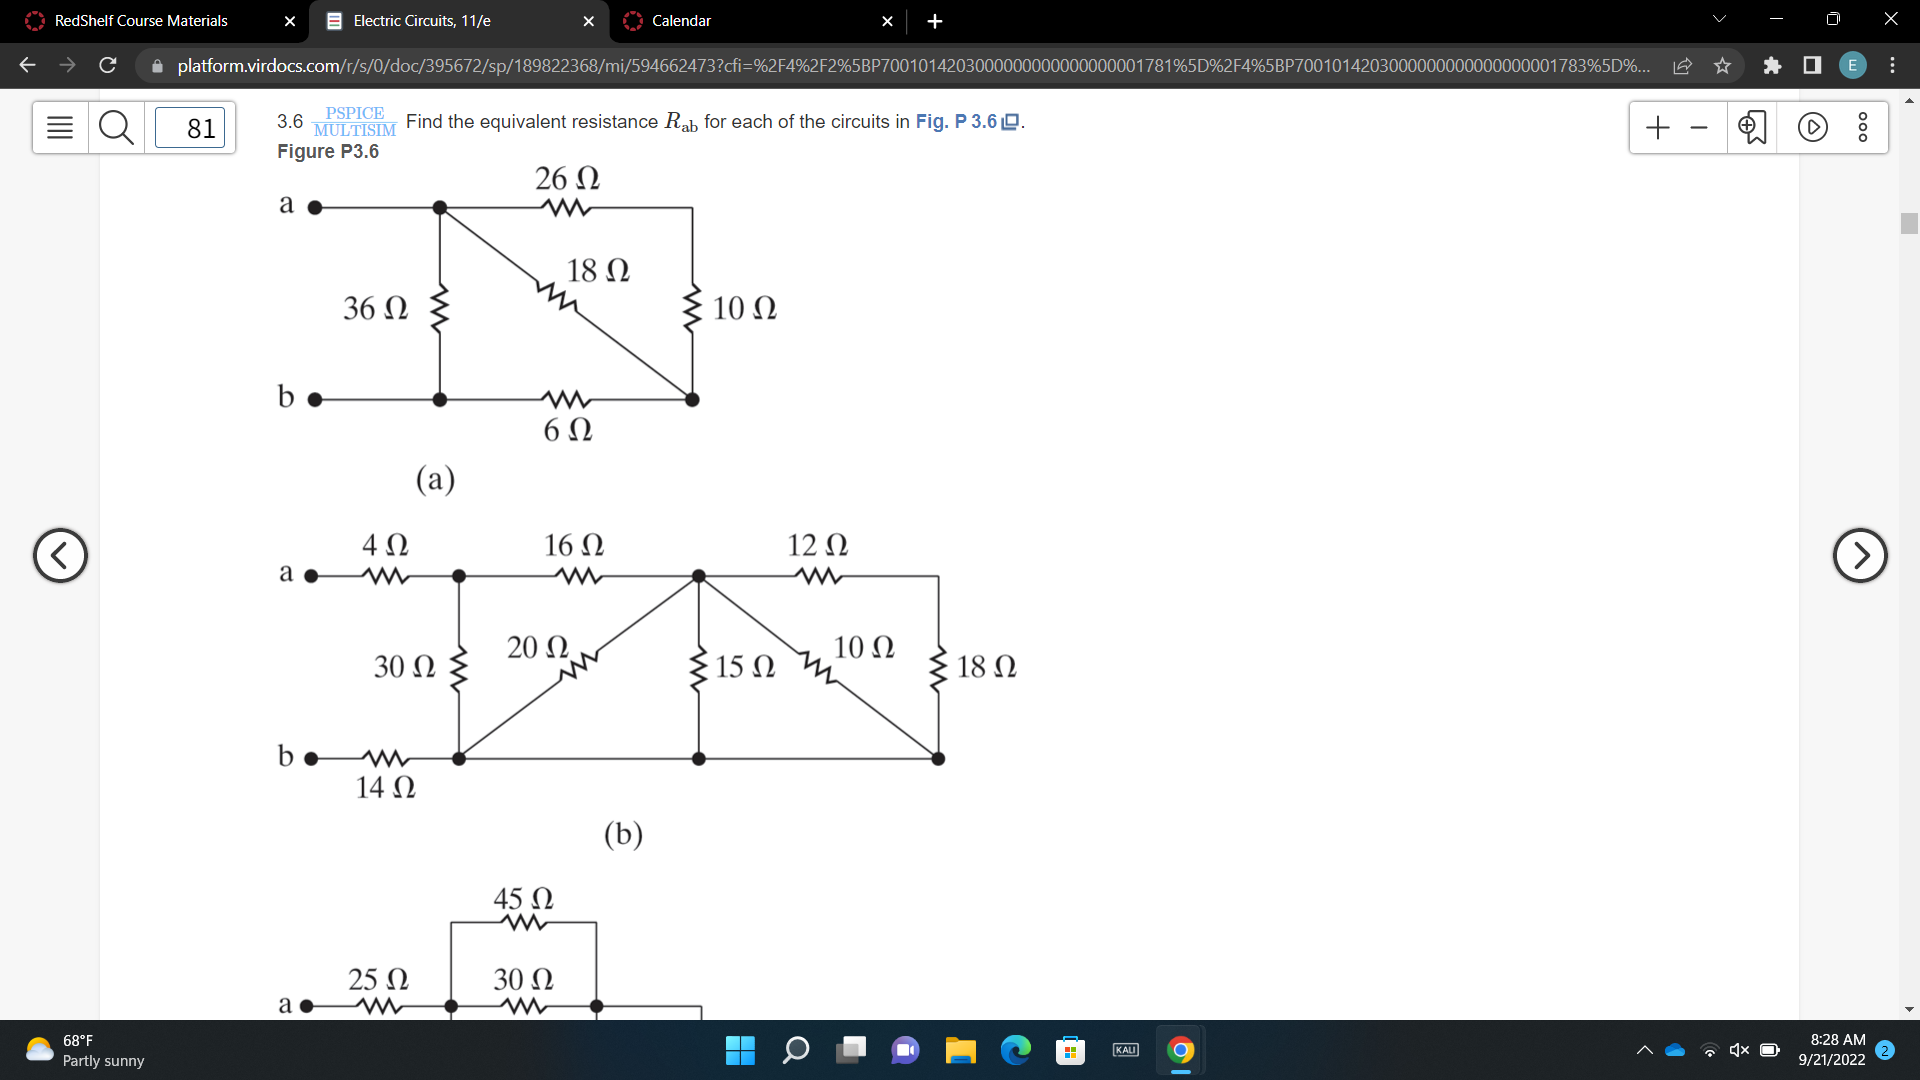 RedShelf Course Materials
Electric Circuits, 11/e
Calendar
platform.virdocs.com/r/s/0/doc/395672/sp/189822368/mi/594662473?cfi=%2F4%2F2%5BP7001014203000000000000000001781%5D%2F4%5BP7001014203000000000000000001783%5D%...
E
81
3.6 PSPICE MULTISIM Find the equivalent resistance Rab for each of the circuits in Fig. P 3.6.
Figure P3.6
26 Ω
a
18 Ω
36 Ω
10 Ω
b
6 Ω
(a)
4 Ω
16 Ω
12 Ω
a
20 Ω
10 Ω
30 Ω
15 Ω
18 Ω
b
14 Ω
(b)
45 Ω
25 Ω
30 Ω
a
68°F
Partly sunny
KALI
8:28 AM
9/21/2022
2